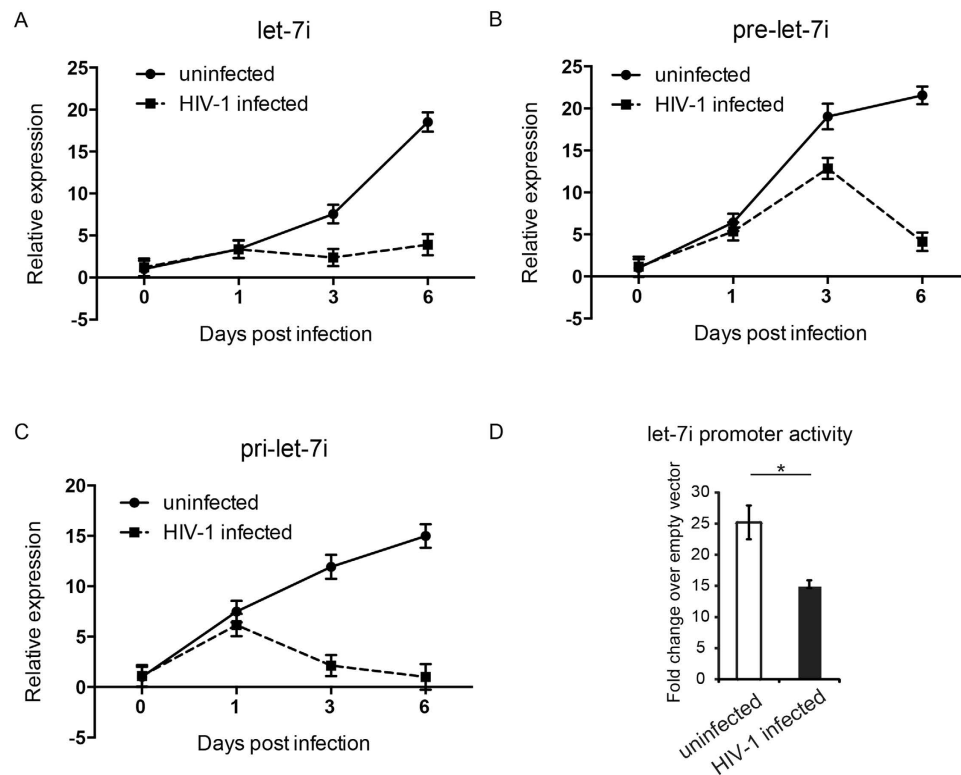 A
let-7i
uninfected
HIV-1 infected
25
20
15
10
5
0
-5
Relative expression
0 1 3 6
Days post infection
B
pre-let-7i
uninfected
HIV-1 infected
25
20
15
10
5
0
-5
Relative expression
0 1 3 6
Days post infection
C
pri-let-7i
uninfected
HIV-1 infected
20
15
10
5
0
-5
Relative expression
0 1 3 6
Days post infection
D
let-7i promoter activity
*
Fold change over empty vector
30
25
20
15
10
5
0
uninfected
HIV-1 infected